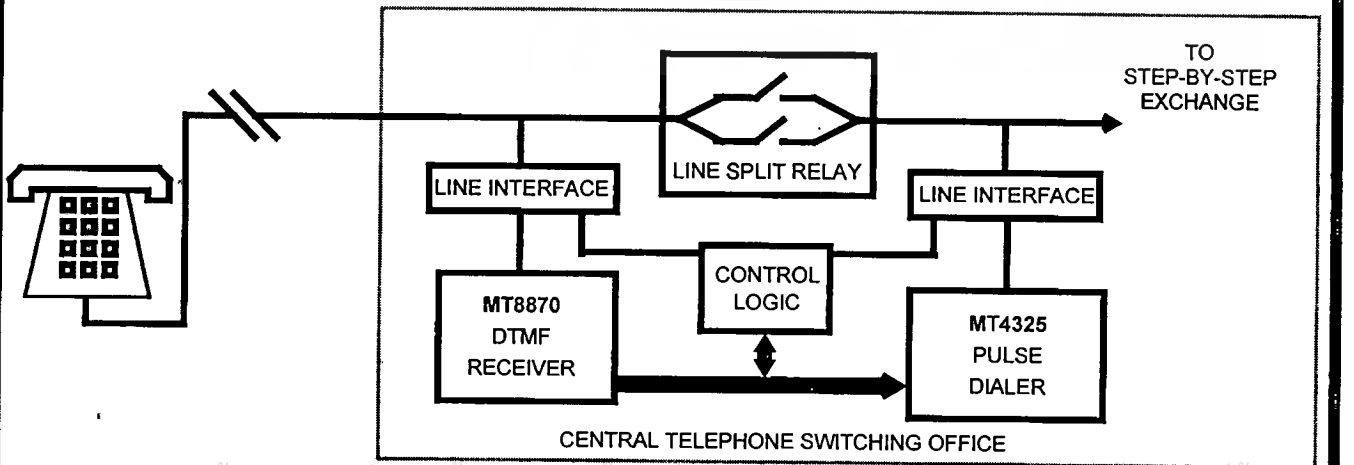 TO
STEP-BY-STEP
EXCHANGE
LINE SPLIT RELAY
LINE INTERFACE
LINE INTERFACE
CONTROL
LOGIC
MT8870
DTMF
RECEIVER
MT4325
PULSE
DIALER
CENTRAL TELEPHONE SWITCHING OFFICE